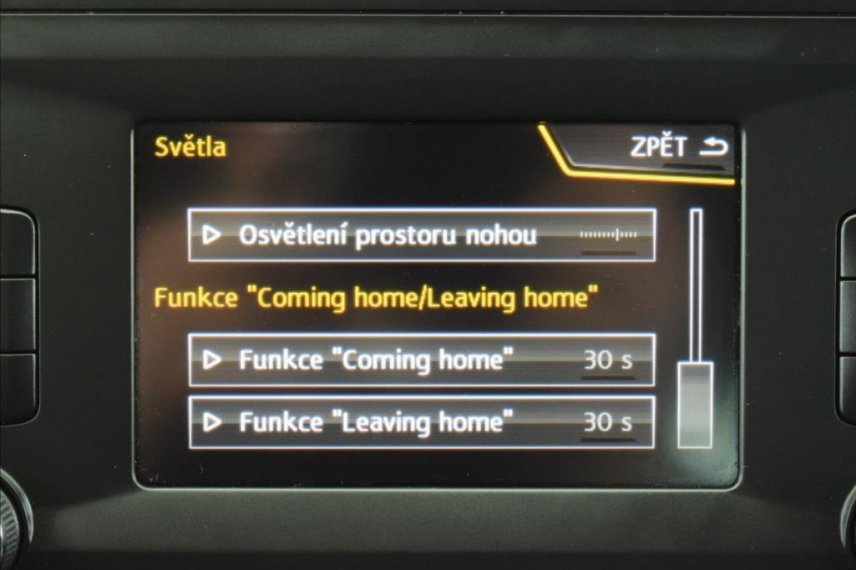 Světla
ZPĚT
Osvětlení prostoru nohou
Funkce "Coming home/Leaving home"
Funkce "Coming home" 30 s
Funkce "Leaving home" 30 s